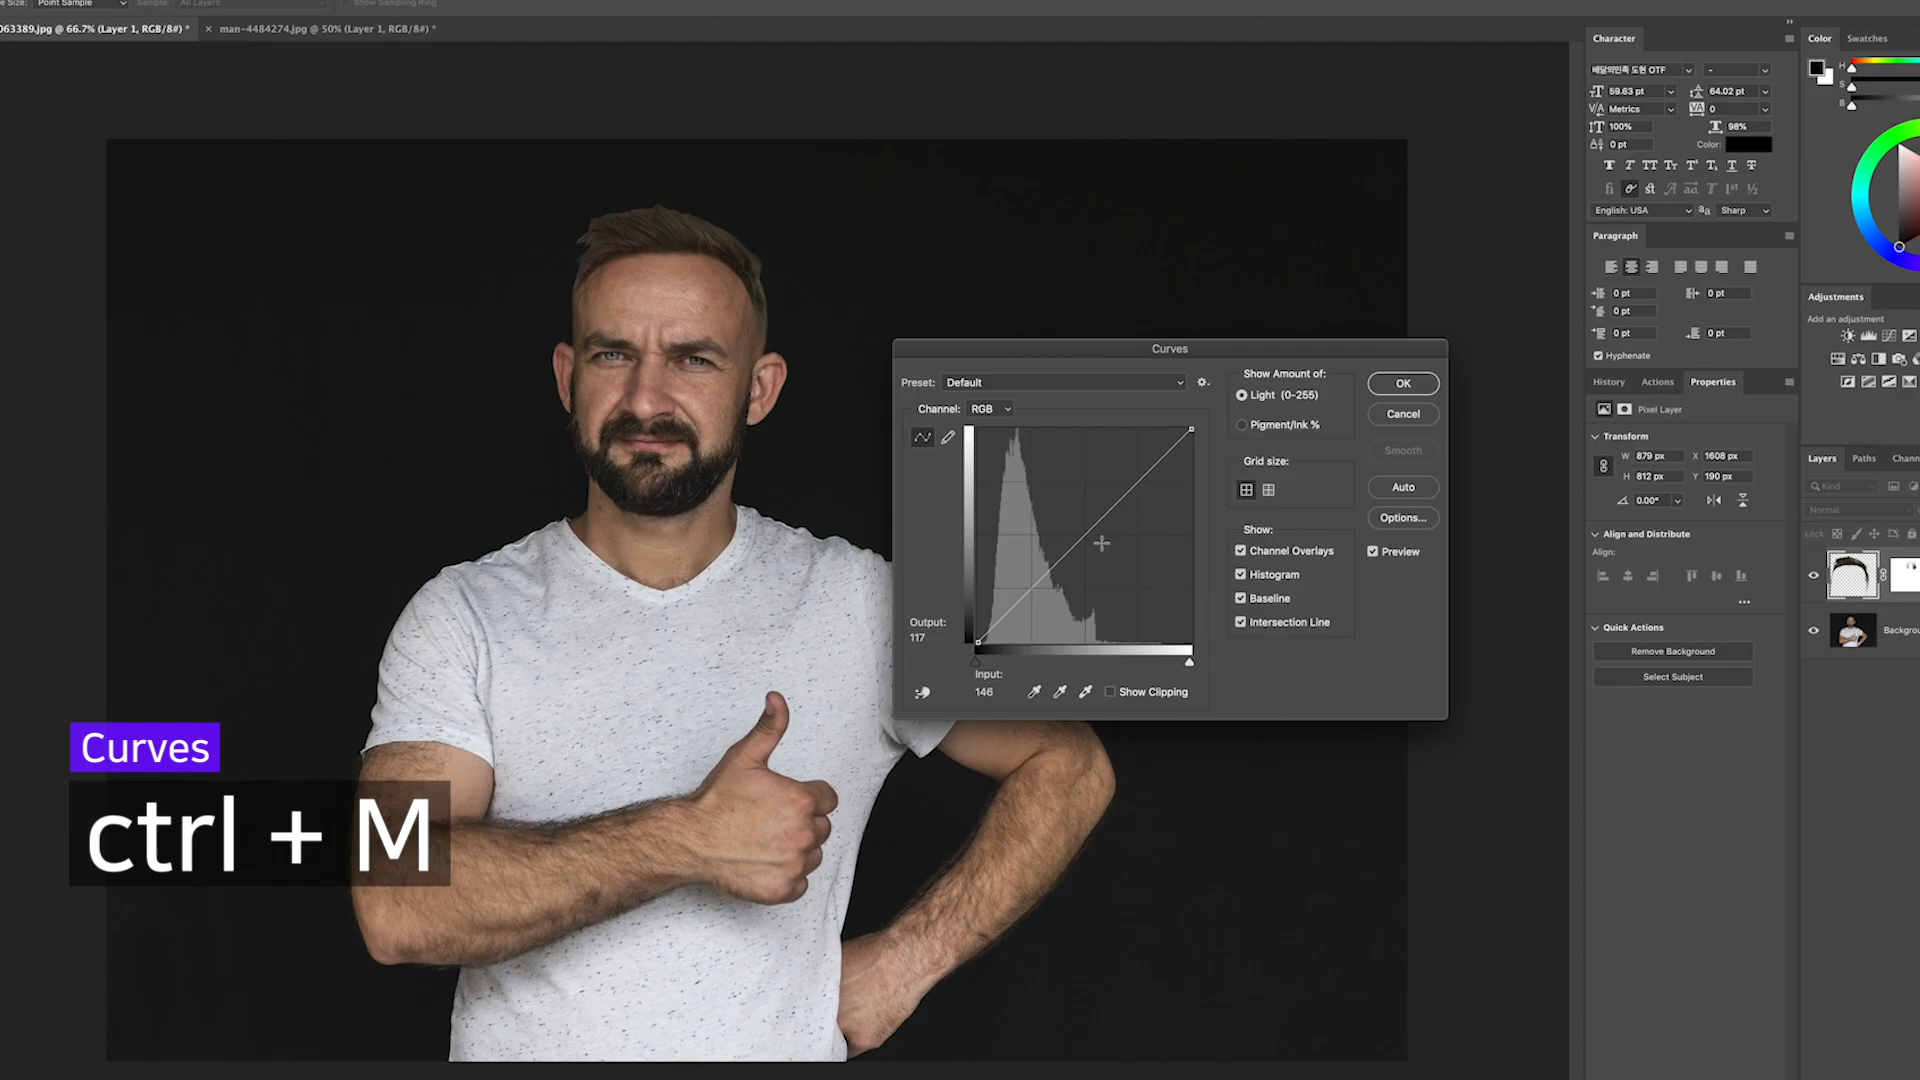 e Size: Point Sample Sample: All Layers Show Sampling Ring
063389.jpg @ 66.7% (Layer 1, RGB/8#) * × man-4484274.jpg @ 50% (Layer 1, RGB/8#) *
Curves
ctrl + M
Curves
Preset: Default
Channel: RGB
Output:
117
Input:
146
Show Clipping
Show Amount of:
Light (0-255)
Pigment/Ink %
Grid size:
Show:
Channel Overlays
Histogram
Baseline
Intersection Line
OK
Cancel
Smooth
Auto
Options...
Preview
Character
배달의민족 도현 OTF -
59.63 pt 64.02 pt
Metrics 0
100% 98%
0 pt Color:
English: USA aa Sharp
Paragraph
0 pt 0 pt
0 pt
0 pt 0 pt
Hyphenate
History Actions Properties
Pixel Layer
Transform
W 879 px X 1608 px
H 812 px Y 190 px
0.00°
Align and Distribute
Align:
...
Quick Actions
Remove Background
Select Subject
Color Swatches
H
S
B
Adjustments
Add an adjustment
Layers Paths Chann
Kind
Normal
Lock:
Backgrou